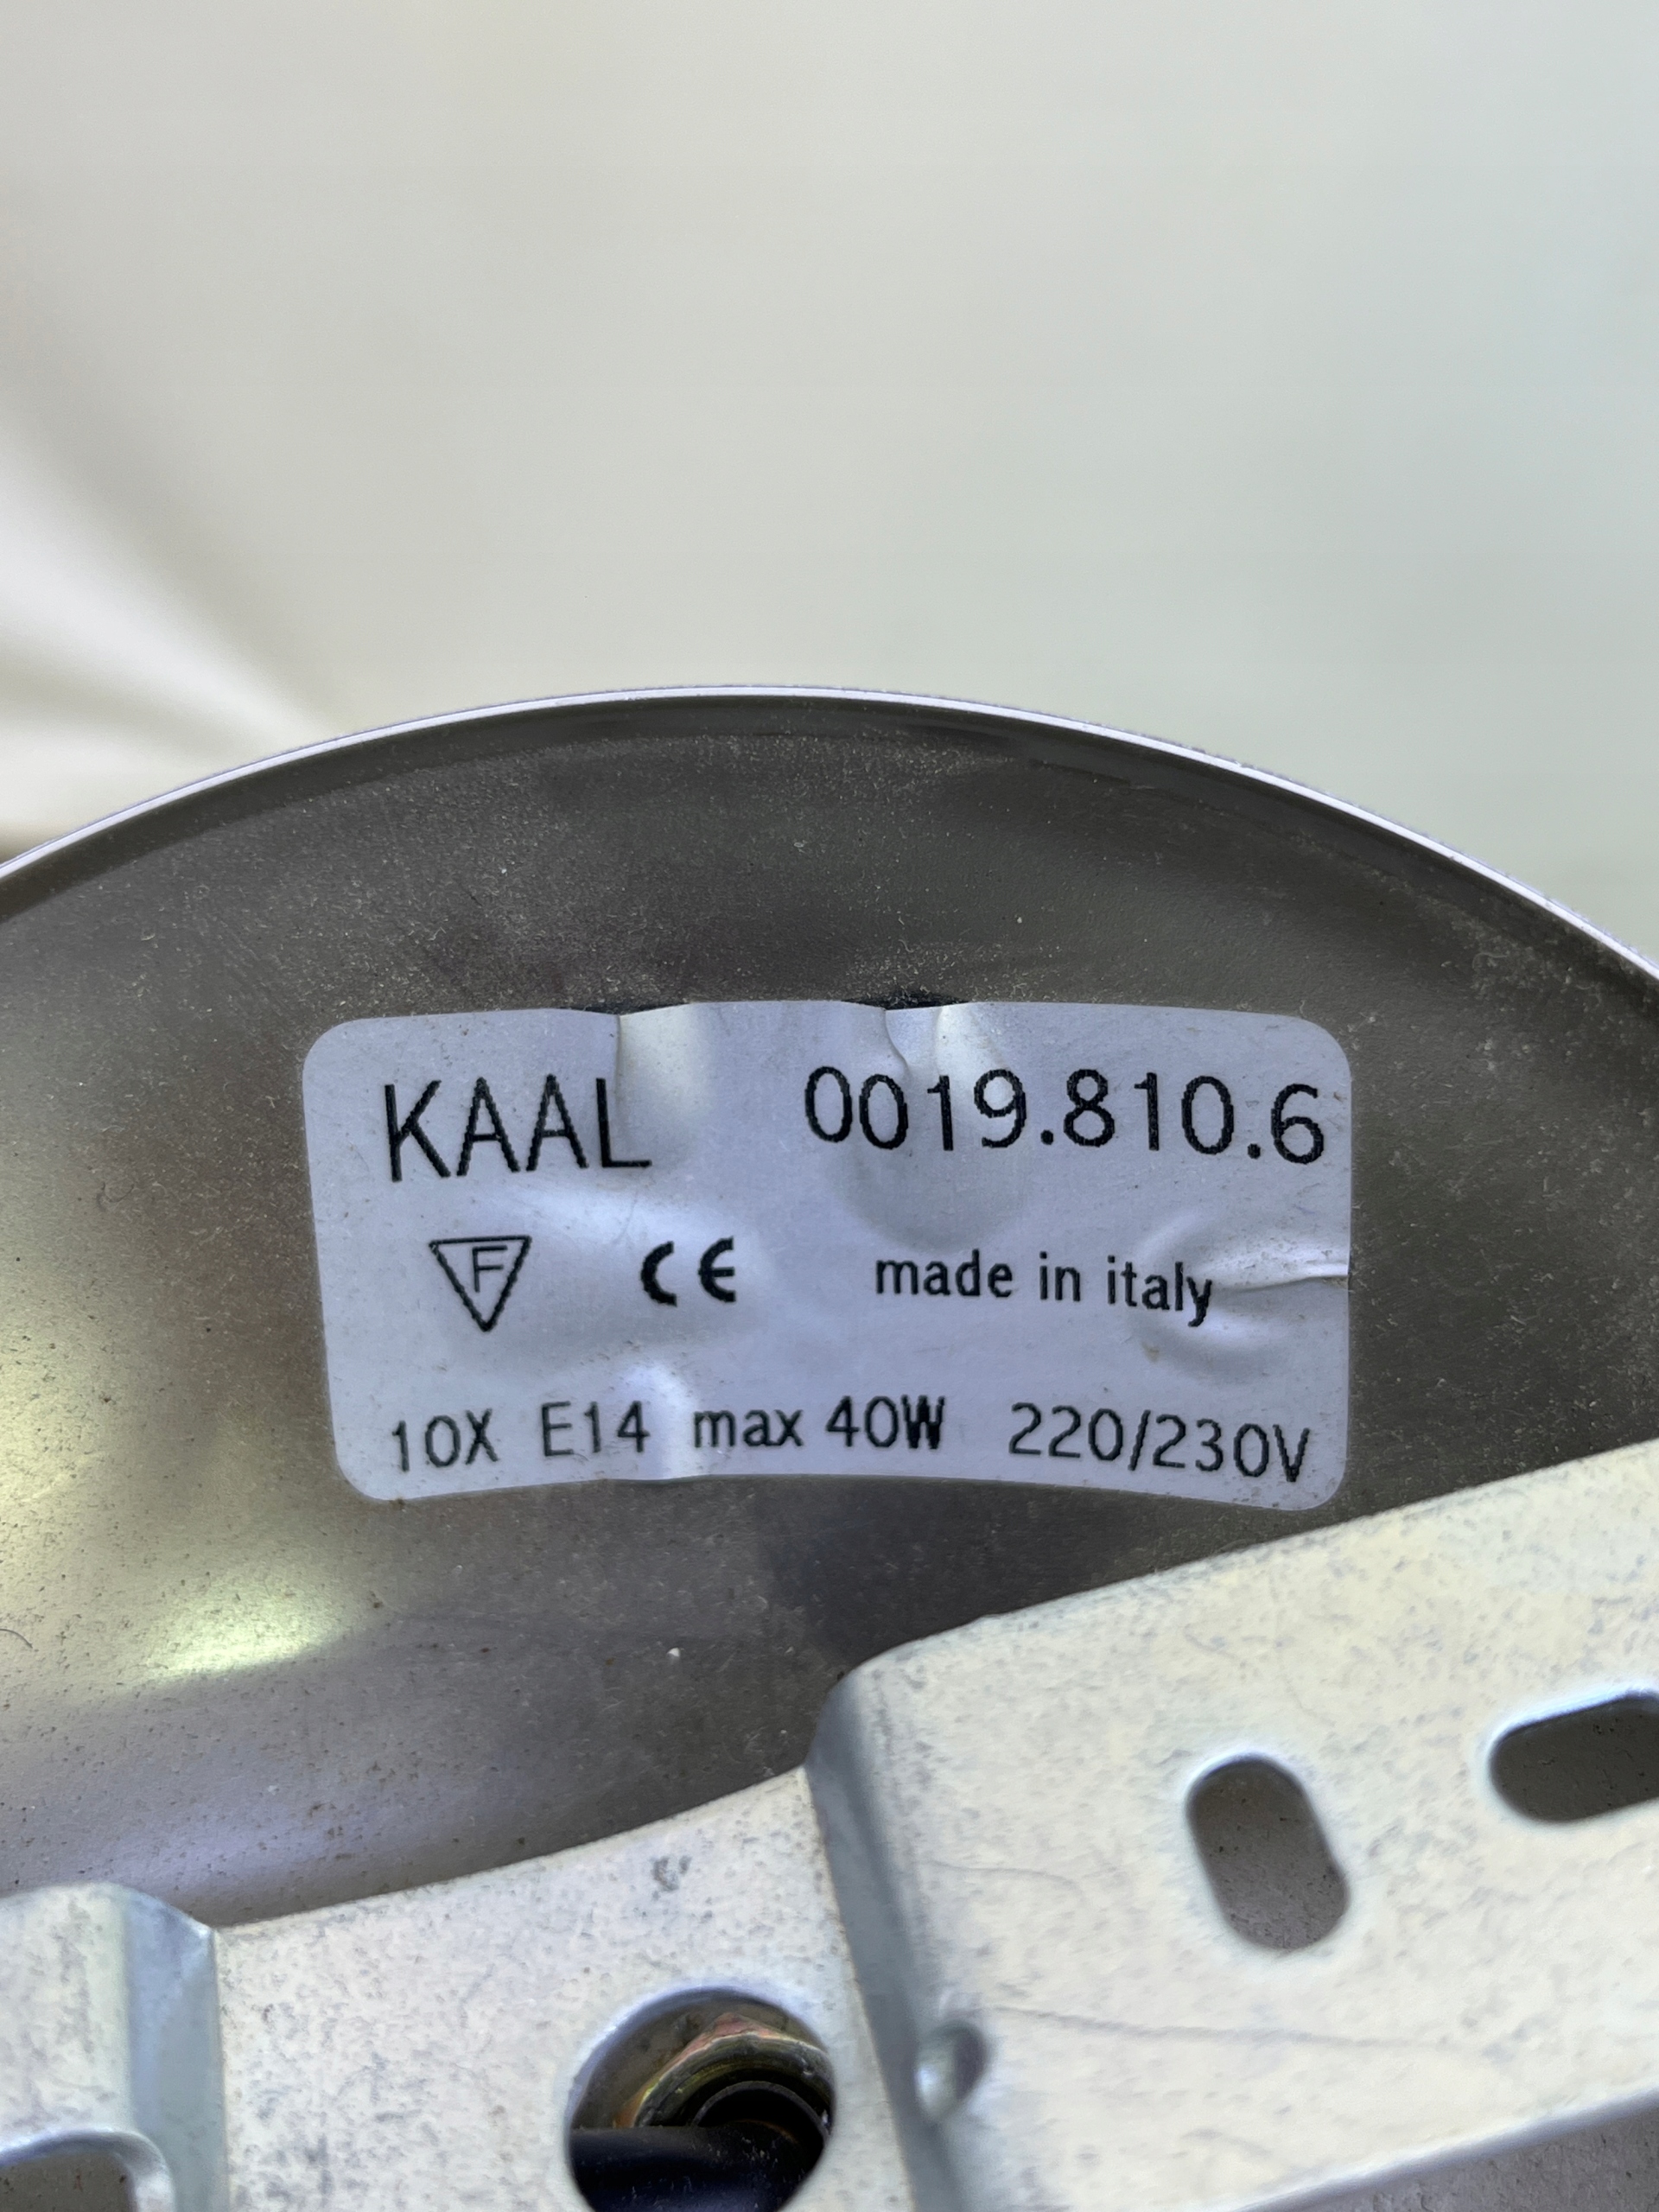 KAAL 0019.810.6
F CE made in italy
10X E14 max 40W 220/230V